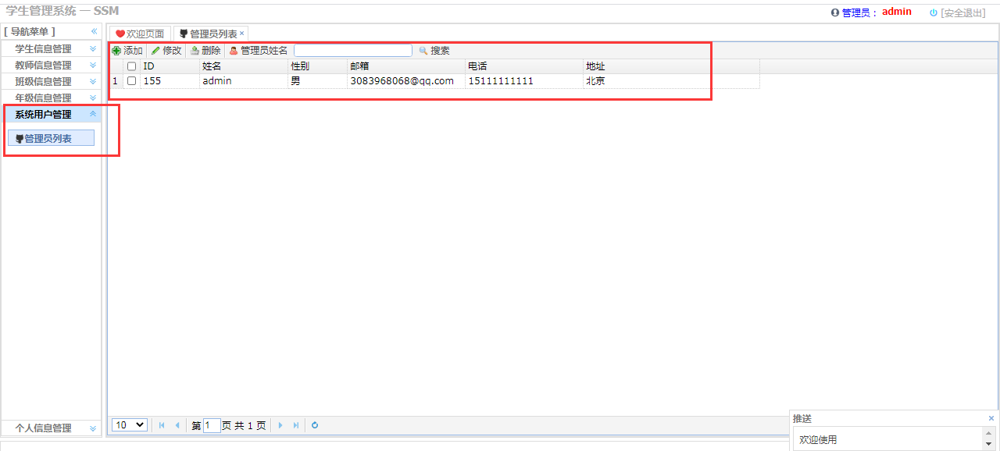 学生管理系统 — SSM
管理员： admin [安全退出]
[ 导航菜单 ]
学生信息管理
教师信息管理
班级信息管理
年级信息管理
系统用户管理
管理员列表
个人信息管理
欢迎页面 管理员列表
添加 修改 删除 管理员姓名 搜索
ID 姓名 性别 邮箱 电话 地址
1 155 admin 男 3083968068@qq.com 15111111111 北京
10 第 1 页 共 1 页
推送
欢迎使用